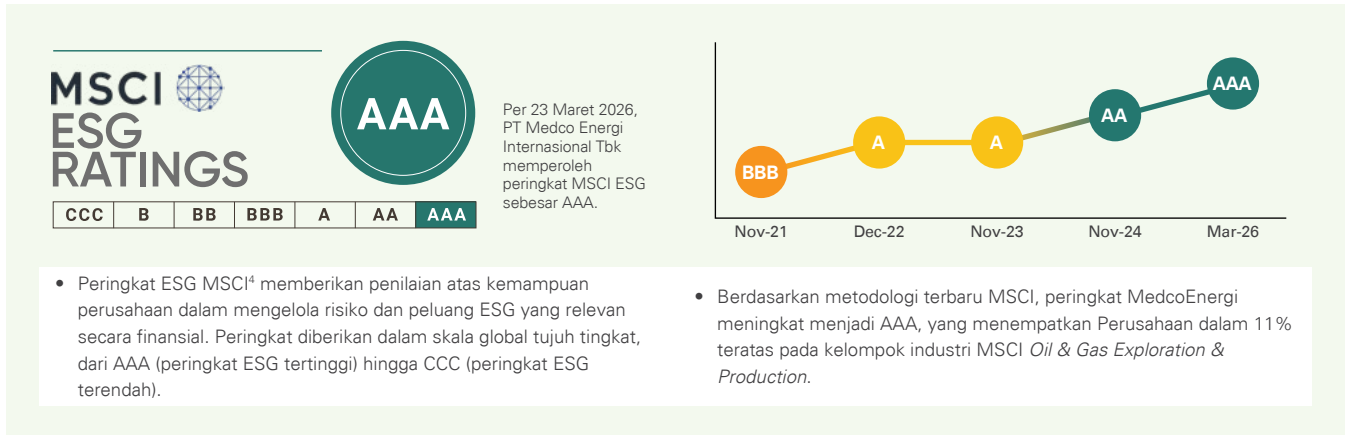 MSCI
ESG
RATINGS
AAA
CCC B BB BBB A AA AAA
Per 23 Maret 2026,
PT Medco Energi
Internasional Tbk
memperoleh
peringkat MSCI ESG
sebesar AAA.
BBB A A AA AAA
Nov-21 Dec-22 Nov-23 Nov-24 Mar-26
• Peringkat ESG MSCI⁴ memberikan penilaian atas kemampuan
perusahaan dalam mengelola risiko dan peluang ESG yang relevan
secara finansial. Peringkat diberikan dalam skala global tujuh tingkat,
dari AAA (peringkat ESG tertinggi) hingga CCC (peringkat ESG
terendah).
• Berdasarkan metodologi terbaru MSCI, peringkat MedcoEnergi
meningkat menjadi AAA, yang menempatkan Perusahaan dalam 11%
teratas pada kelompok industri MSCI Oil & Gas Exploration &
Production.